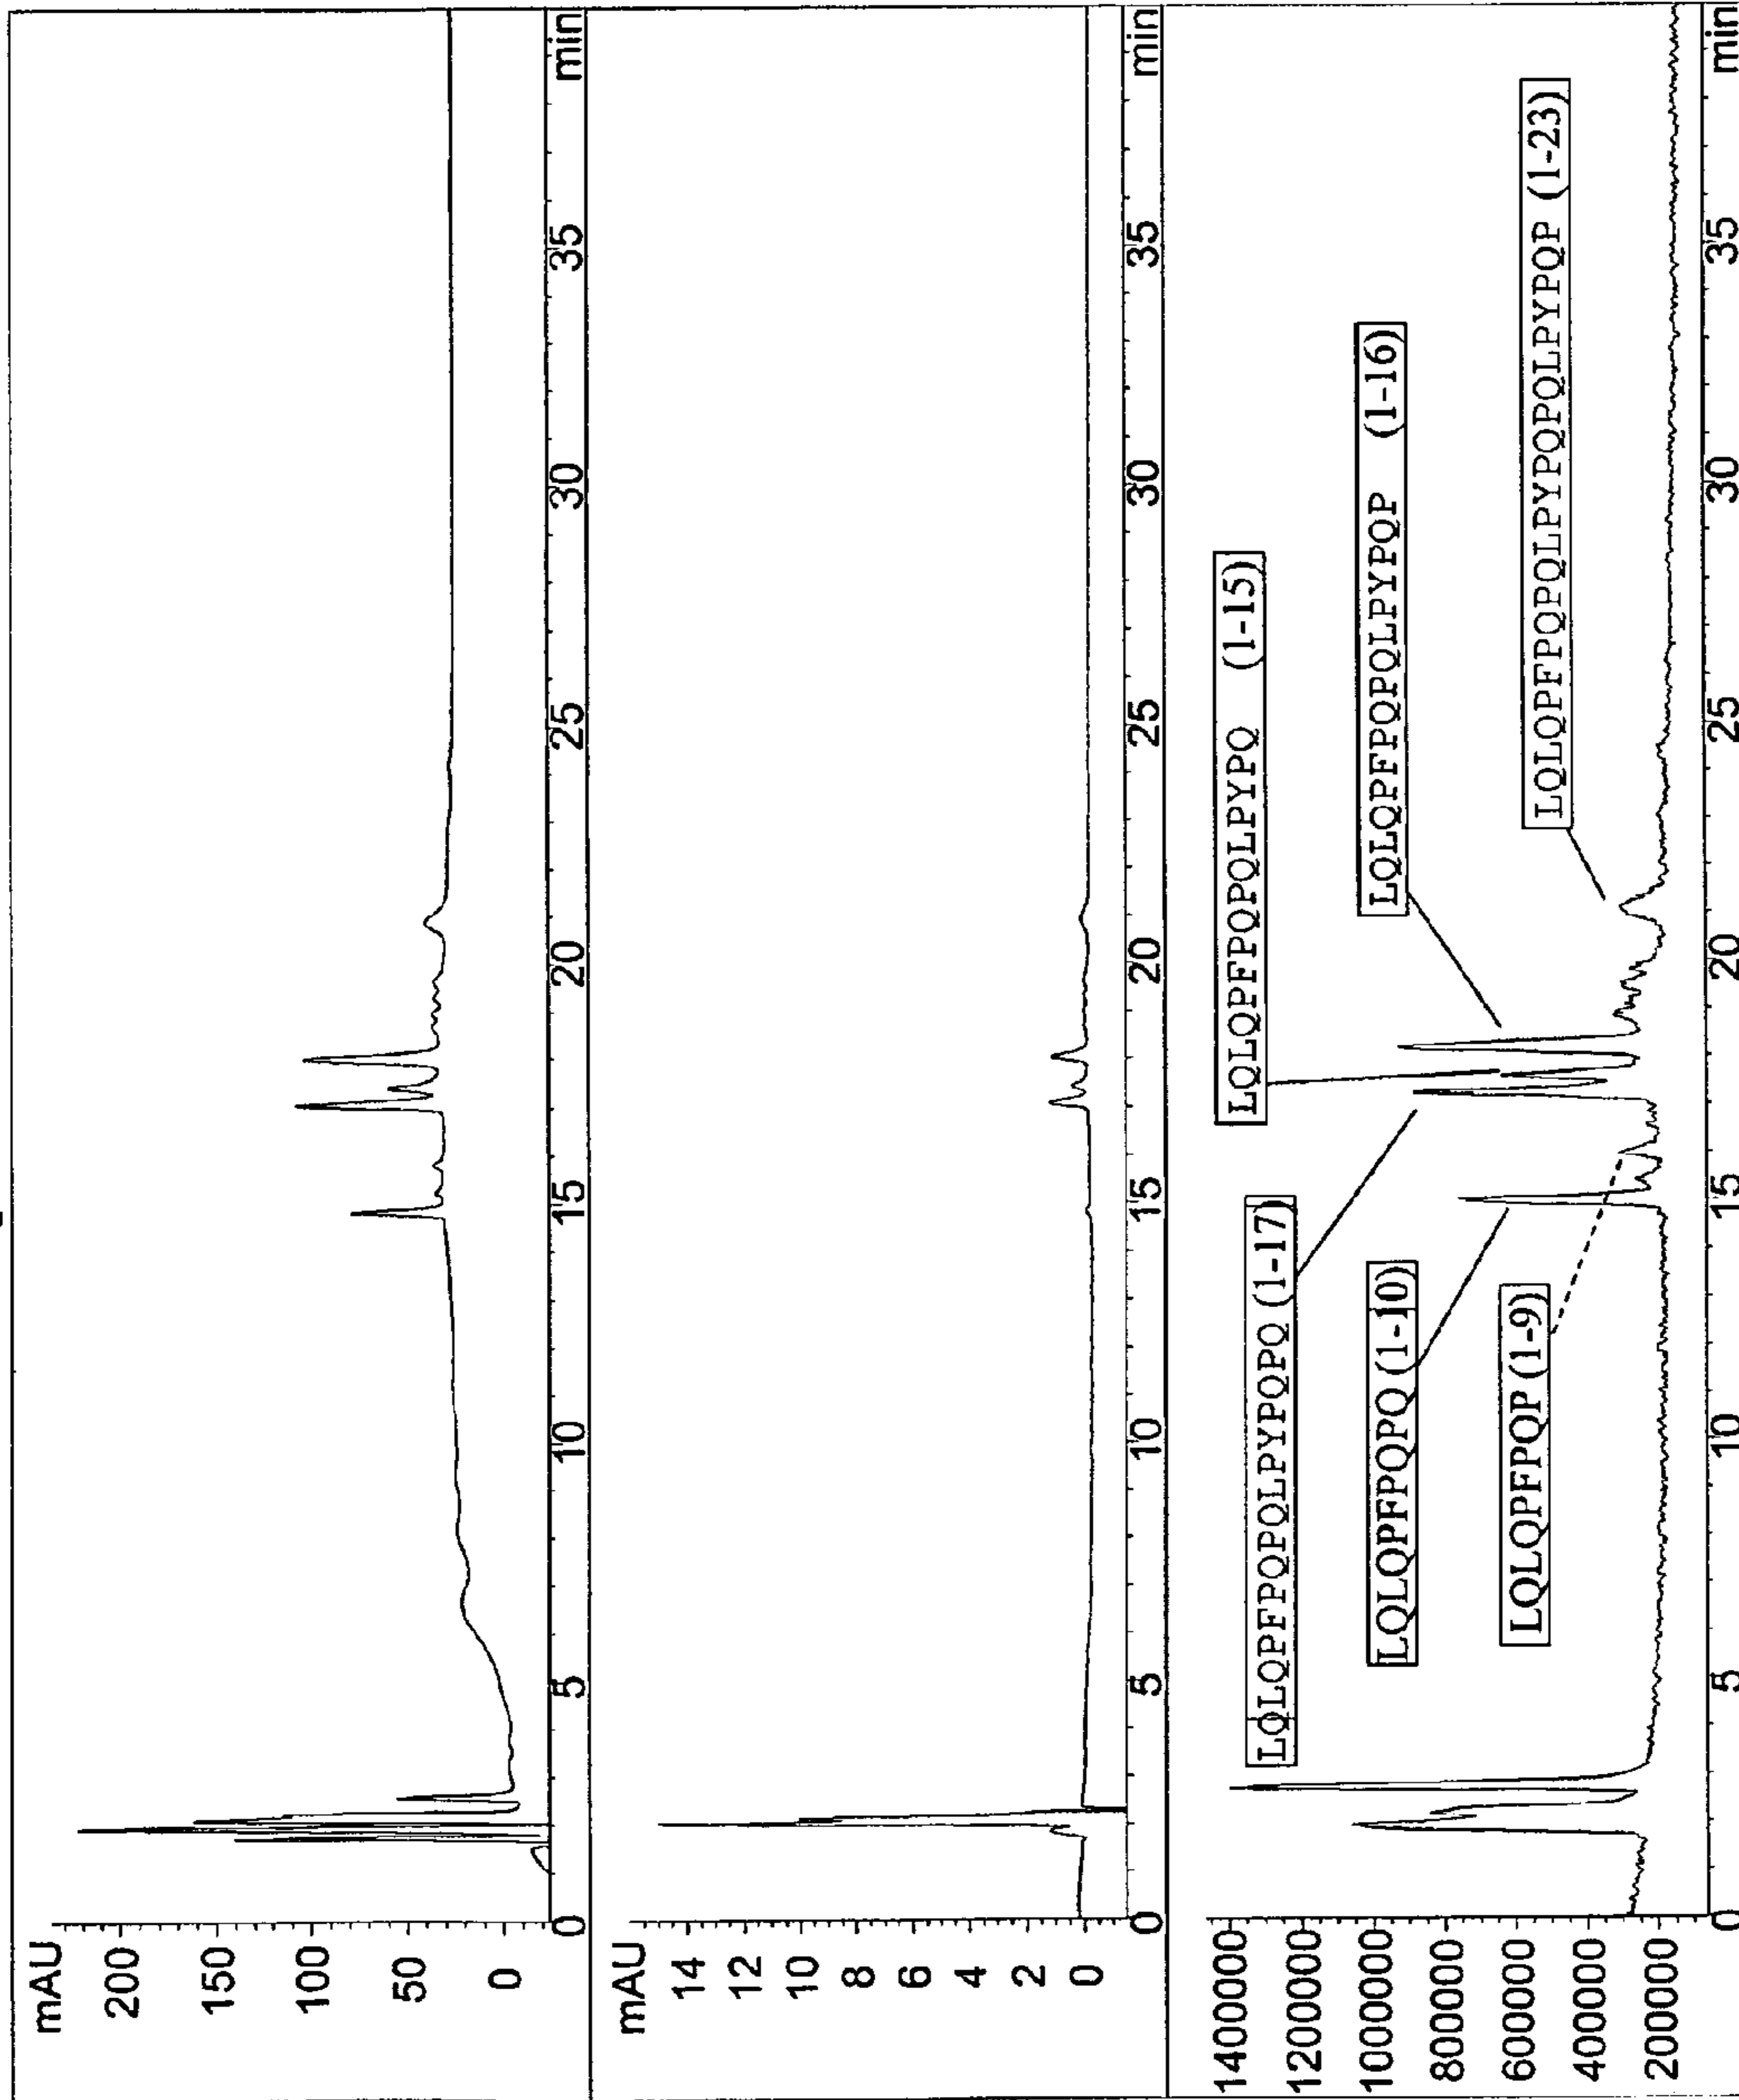 mAU
200
150
100
50
0
0 5 10 15 20 25 30 35 min
mAU
14
12
10
8
6
4
2
0
0 5 10 15 20 25 30 35 min
1400000
1200000
1000000
800000
600000
400000
200000
LQLQPFPQPQLPYPQPQ (1-17)
LQLQPFPQPQLPYPQ (1-15)
LQLQPFPQPQ (1-10)
LQLQPFPQPQLPYPQP (1-16)
LQLQPFPQP (1-9)
LQLQPFPQPQLPYPQPQLPYPQP (1-23)
0 5 10 15 20 25 30 35 min